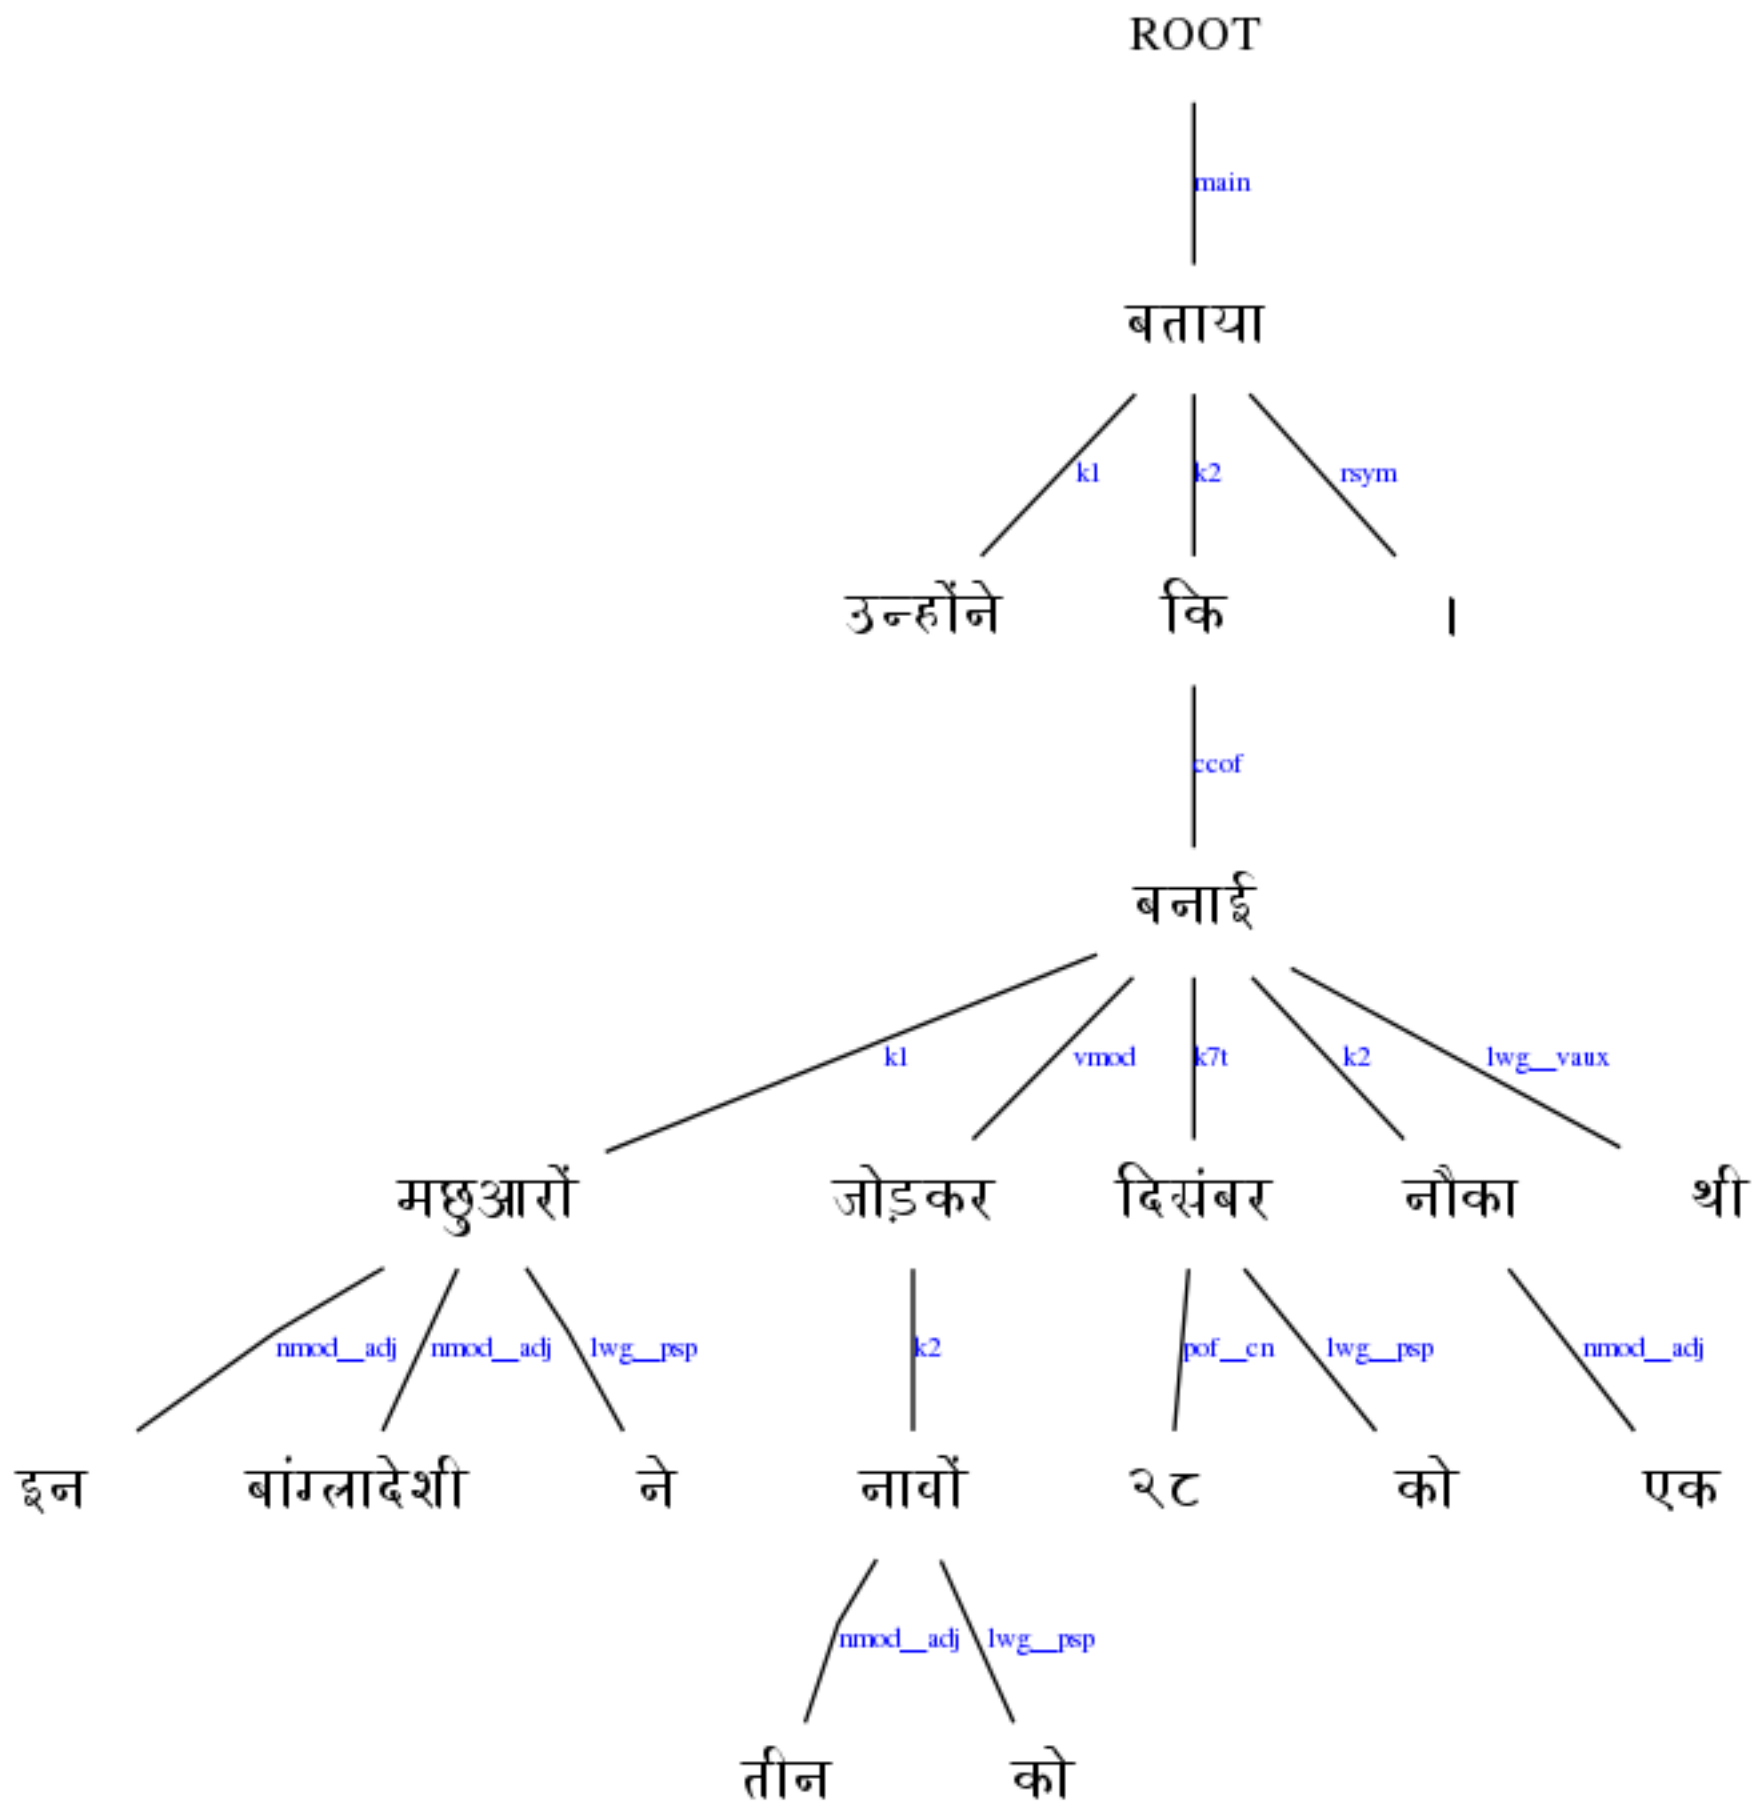 ROOT
main
बताया
k1 k2 rsym
उन्होंने कि ।
ccof
बनाई
k1 vmod k7t k2 lwg__vaux
मछुआरों जोड़कर दिसंबर नौका थी
nmod__adj nmod__adj lwg__psp k2 pof__cn lwg__psp nmod__adj
इन बांग्लादेशी ने नावों २८ को एक
nmod__adj lwg__psp
तीन को